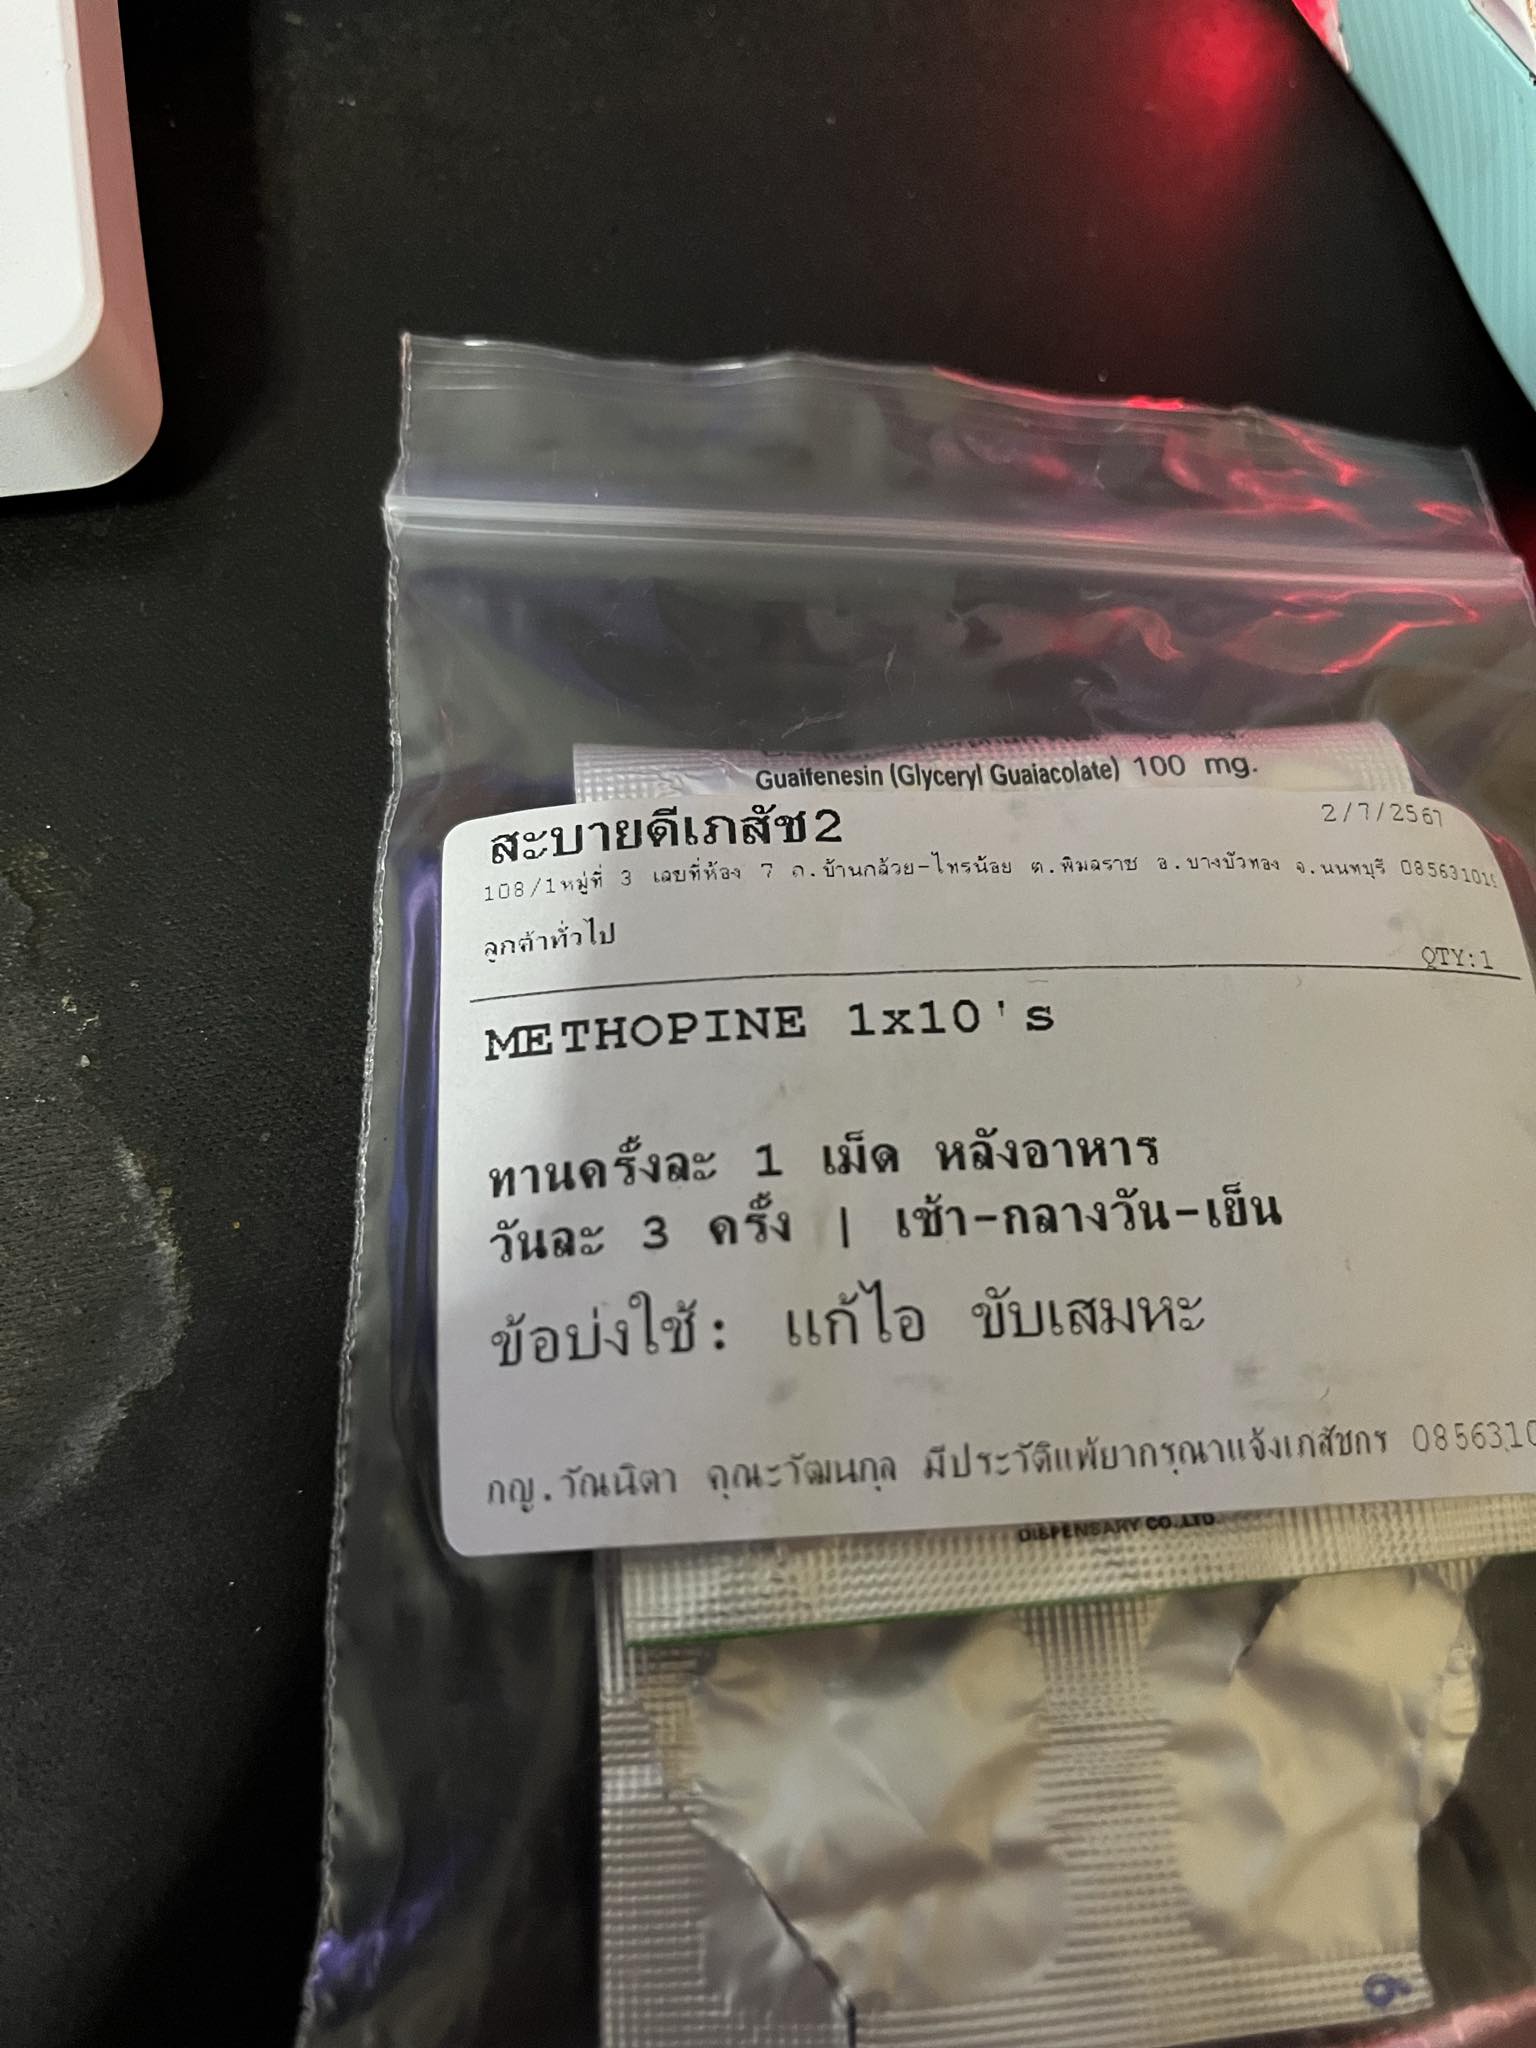 Guaifenesin (Glyceryl Guaiacolate) 100 mg.
สะบายดีเภสัช2 2/7/2567
108/1หมู่ที่ 3 เลขที่ห้อง 7 ถ.บ้านกล้วย-ไทรน้อย ต.พิมลราช อ.บางบัวทอง จ.นนทบุรี 085631019
ลูกค้าทั่วไป
QTY:1
METHOPINE 1x10's
ทานครั้งละ 1 เม็ด หลังอาหาร
วันละ 3 ครั้ง | เช้า-กลางวัน-เย็น
ข้อบ่งใช้: แก้ไอ ขับเสมหะ
ภญ.วัณนิตา คุณะวัฒนกุล มีประวัติแพ้ยากรุณาแจ้งเภสัชกร 0856310
DISPENSARY CO.,LTD.